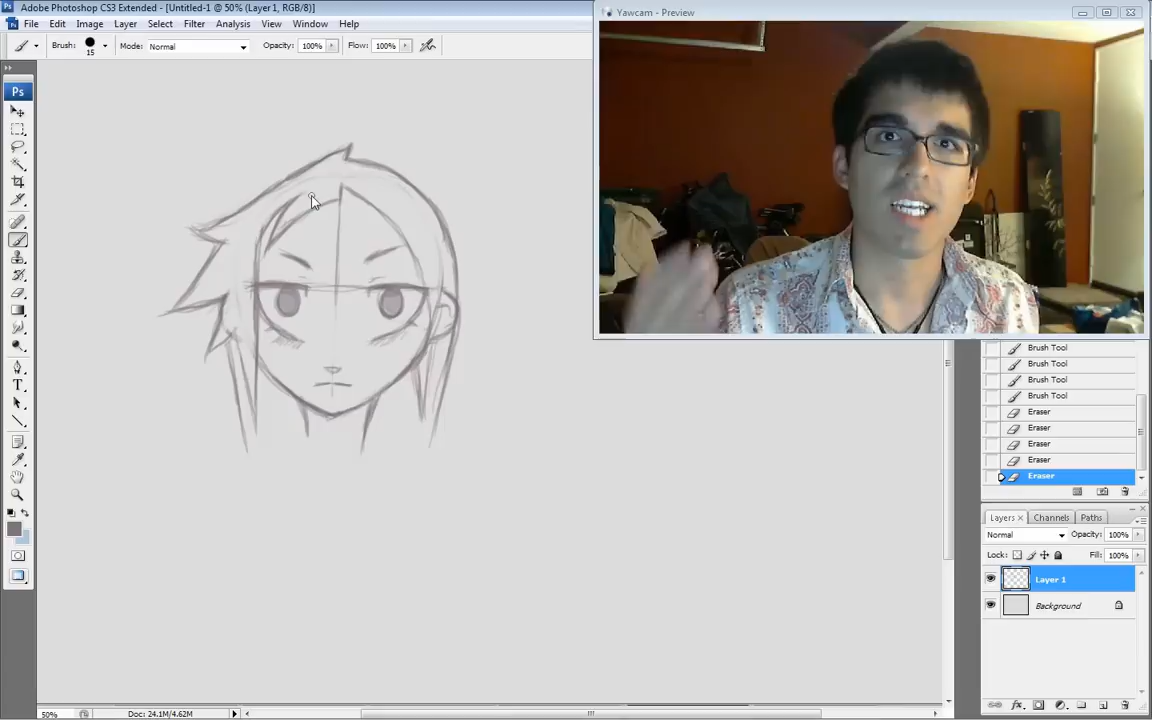 Adobe Photoshop CS3 Extended - [Untitled-1 @ 50% (Layer 1, RGB/8)]
Yawcam - Preview
File Edit Image Layer Select Filter Analysis View Window Help
Brush: 15 Mode: Normal Opacity: 100% Flow: 100%
Ps
T
Brush Tool
Brush Tool
Brush Tool
Brush Tool
Eraser
Eraser
Eraser
Eraser
Eraser
Layers Channels Paths
Normal Opacity: 100%
Lock: Fill: 100%
Layer 1
Background
50% Doc: 24.1M/4.62M